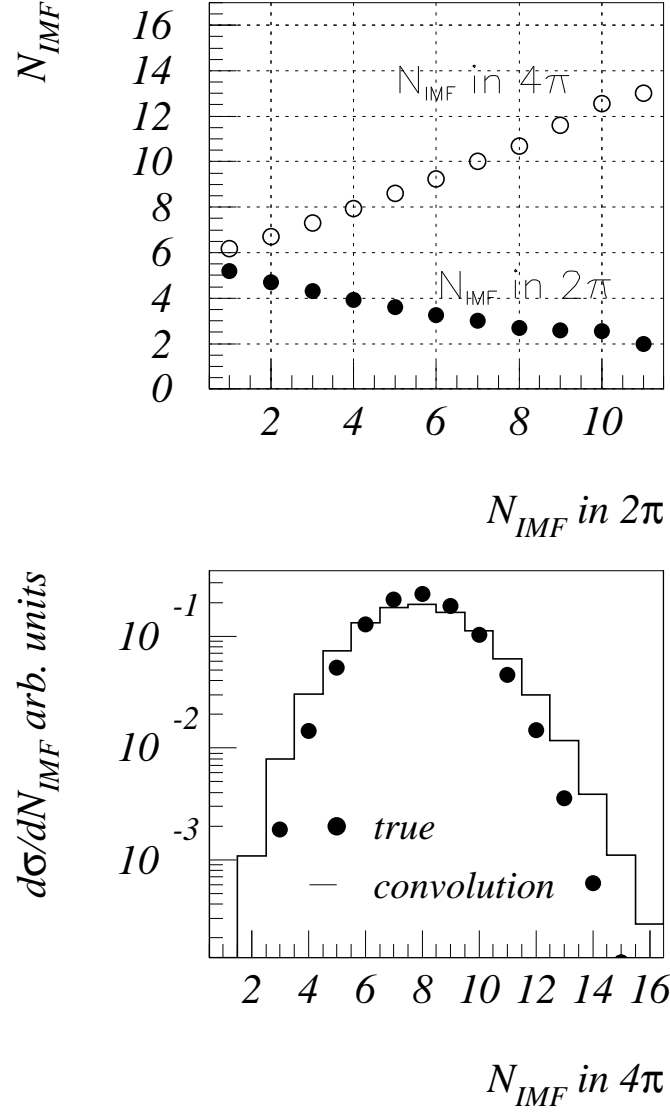 N_IMF
16
14
12
10
8
6
4
2
0
N_IMF in 4π
N_IMF in 2π
2 4 6 8 10
N_IMF in 2π
dσ/dN_IMF arb. units
10^-1
10^-2
10^-3
true
convolution
2 4 6 8 10 12 14 16
N_IMF in 4π